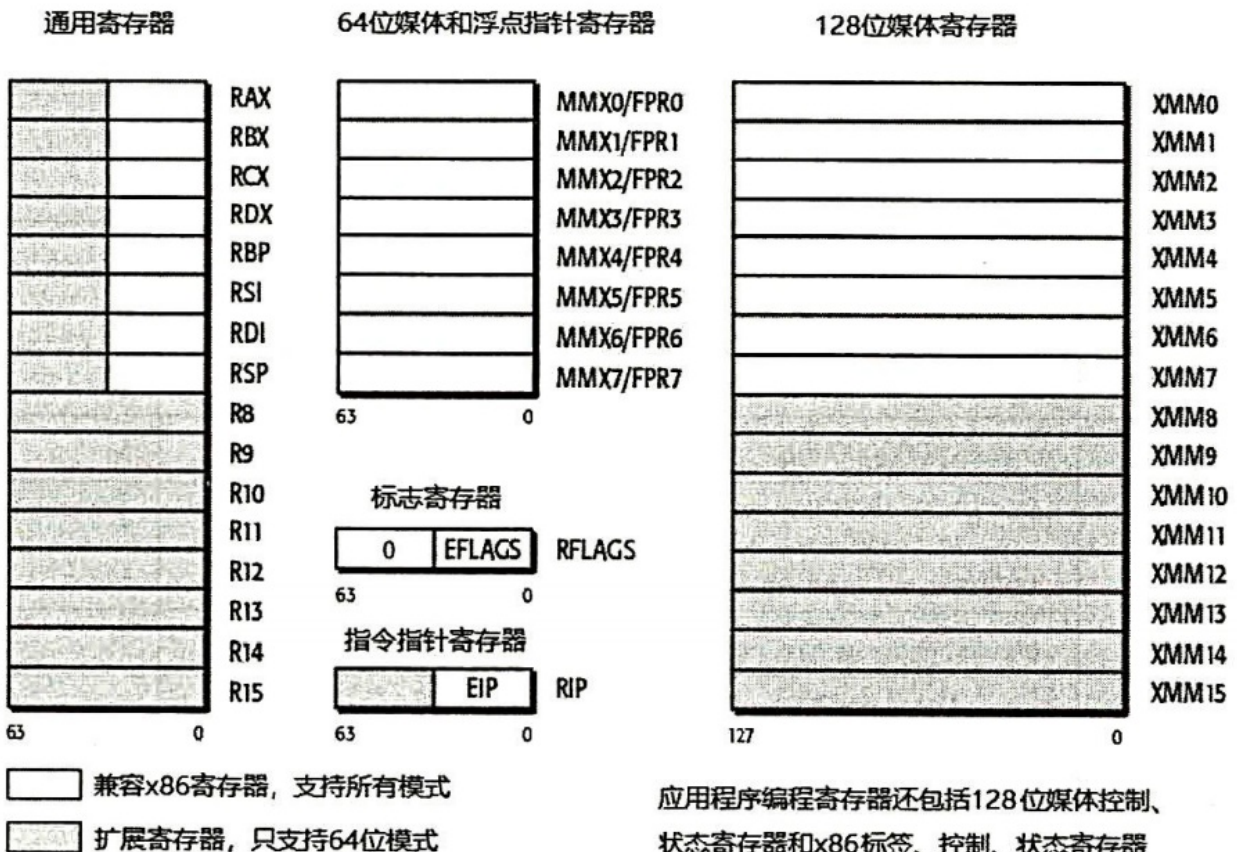 通用寄存器
64位媒体和浮点指针寄存器
128位媒体寄存器
RAX
RBX
RCX
RDX
RBP
RSI
RDI
RSP
R8
R9
R10
R11
R12
R13
R14
R15
63 0
MMX0/FPR0
MMX1/FPR1
MMX2/FPR2
MMX3/FPR3
MMX4/FPR4
MMX5/FPR5
MMX6/FPR6
MMX7/FPR7
63 0
标志寄存器
0 EFLAGS RFLAGS
63 0
指令指针寄存器
EIP RIP
63 0
XMM0
XMM1
XMM2
XMM3
XMM4
XMM5
XMM6
XMM7
XMM8
XMM9
XMM10
XMM11
XMM12
XMM13
XMM14
XMM15
127 0
兼容x86寄存器，支持所有模式
扩展寄存器，只支持64位模式
应用程序编程寄存器还包括128位媒体控制、
状态寄存器和x86标签、控制、状态寄存器